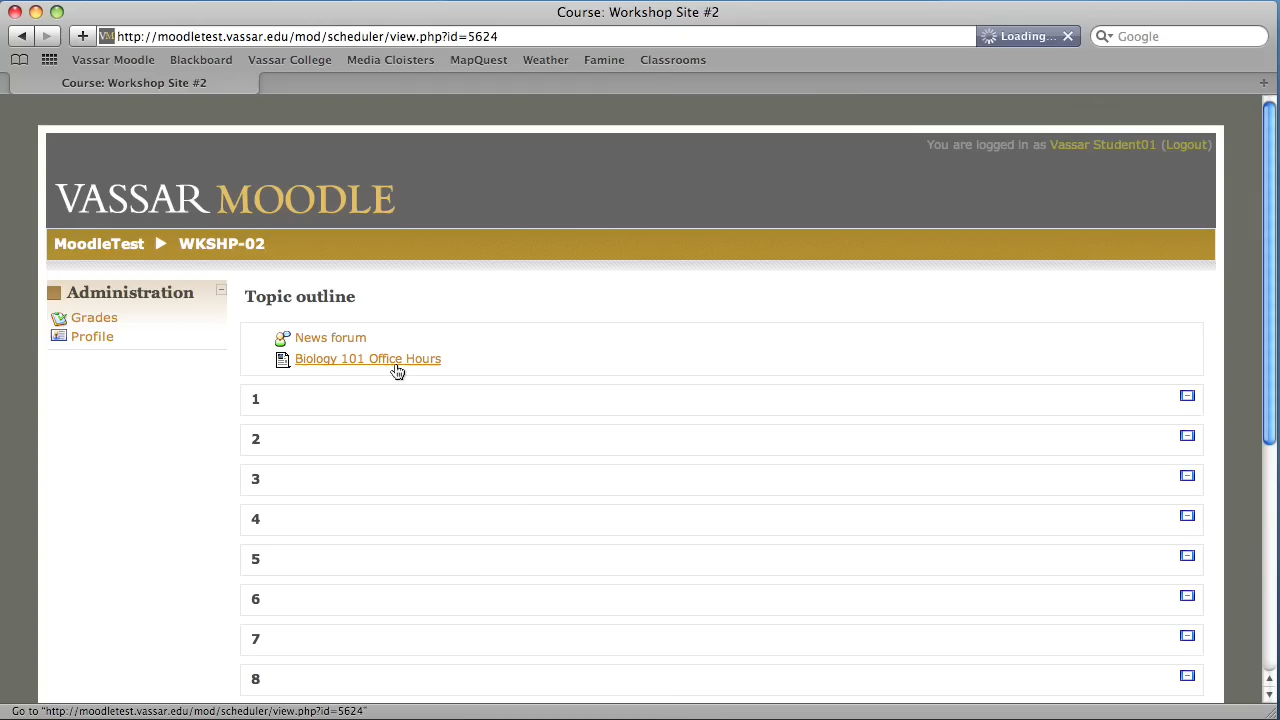 Course: Workshop Site #2
http://moodletest.vassar.edu/mod/scheduler/view.php?id=5624
Loading...
Google
Vassar Moodle Blackboard Vassar College Media Cloisters MapQuest Weather Famine Classrooms
Course: Workshop Site #2
You are logged in as Vassar Student01 (Logout)
VASSAR MOODLE
MoodleTest ► WKSHP-02
Administration
Grades
Profile
Topic outline
News forum
Biology 101 Office Hours
1
2
3
4
5
6
7
8
Go to "http://moodletest.vassar.edu/mod/scheduler/view.php?id=5624"